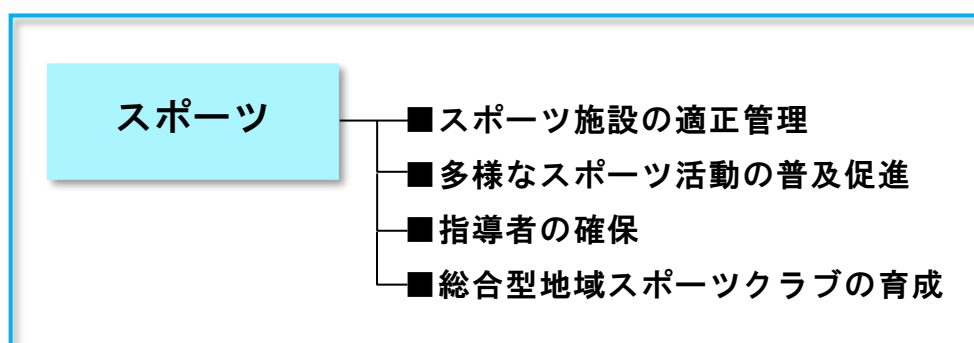 スポーツ
■スポーツ施設の適正管理
■多様なスポーツ活動の普及促進
■指導者の確保
■総合型地域スポーツクラブの育成